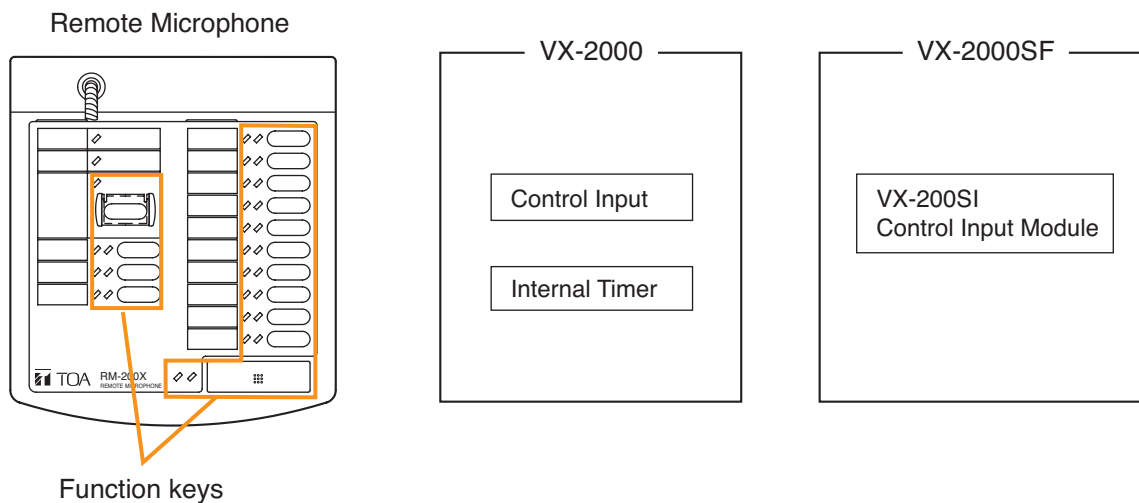 Remote Microphone
TOA RM-200X
REMOTE MICROPHONE
Function keys
VX-2000
Control Input
Internal Timer
VX-2000SF
VX-200SI
Control Input Module